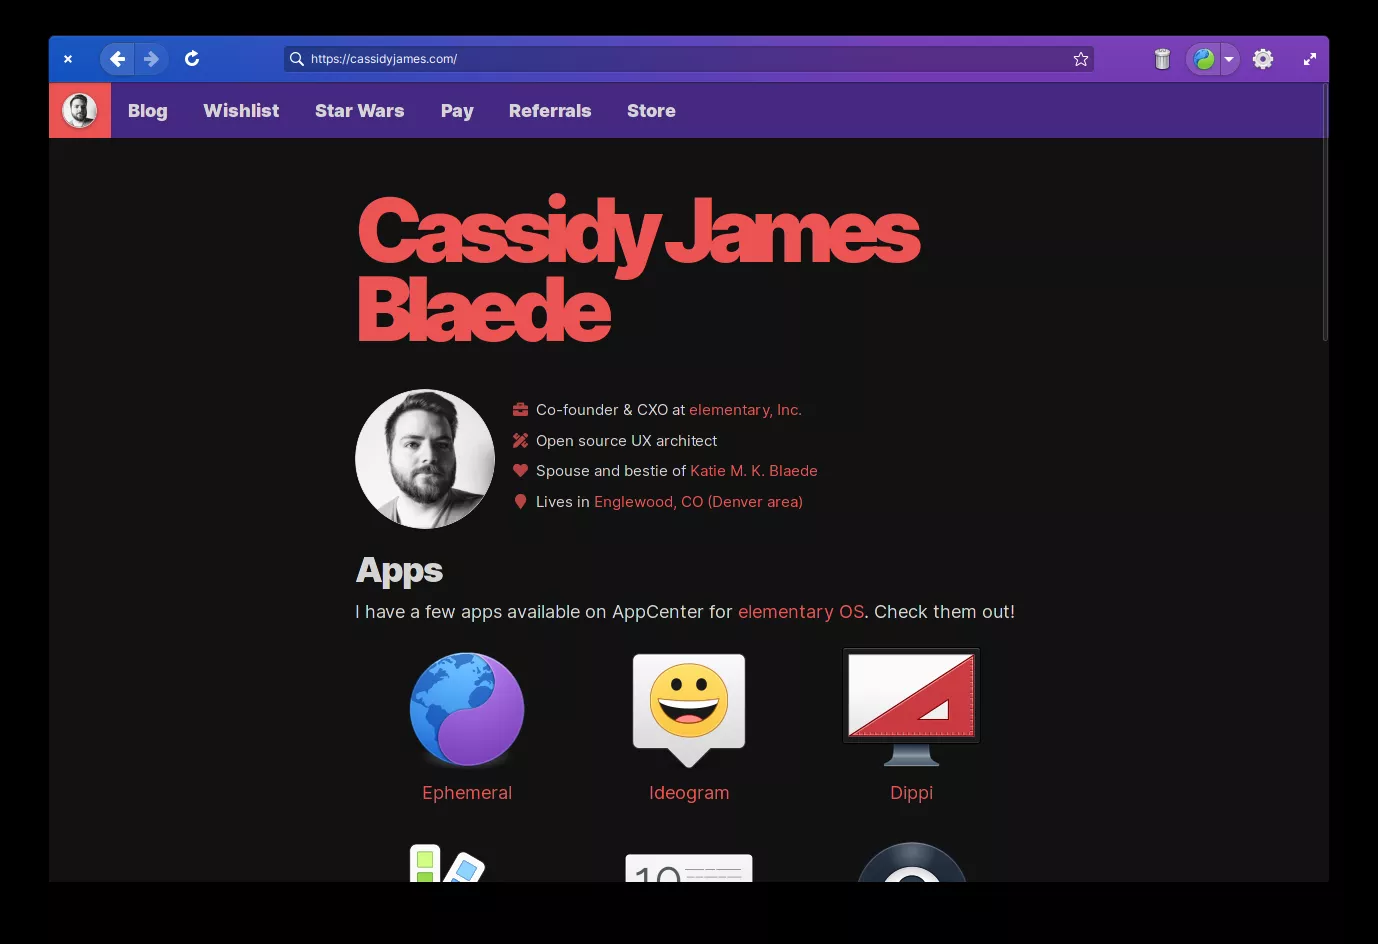 https://cassidyjames.com/
Blog Wishlist Star Wars Pay Referrals Store
Cassidy James
Blaede
Co-founder & CXO at elementary, Inc.
Open source UX architect
Spouse and bestie of Katie M. K. Blaede
Lives in Englewood, CO (Denver area)
Apps
I have a few apps available on AppCenter for elementary OS. Check them out!
Ephemeral Ideogram Dippi